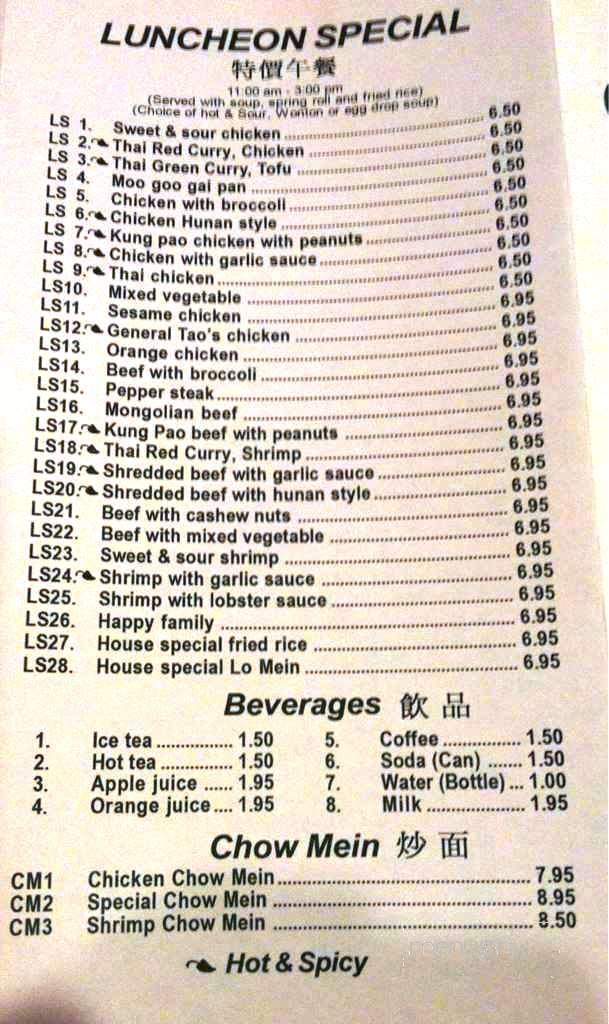 LUNCHEON SPECIAL
特價午餐
11:00 am - 3:00 pm
(Served with soup, spring roll and fried rice)
(Choice of hot & Sour, Wonton or egg drop soup)
LS 1. Sweet & sour chicken 6.50
LS 2. Thai Red Curry, Chicken 6.50
LS 3. Thai Green Curry, Tofu 6.50
LS 4. Moo goo gai pan 6.50
LS 5. Chicken with broccoli 6.50
LS 6. Chicken Hunan style 6.50
LS 7. Kung pao chicken with peanuts 6.50
LS 8. Chicken with garlic sauce 6.50
LS 9. Thai chicken 6.50
LS10. Mixed vegetable 6.50
LS11. Sesame chicken 6.95
LS12. General Tao's chicken 6.95
LS13. Orange chicken 6.95
LS14. Beef with broccoli 6.95
LS15. Pepper steak 6.95
LS16. Mongolian beef 6.95
LS17. Kung Pao beef with peanuts 6.95
LS18. Thai Red Curry, Shrimp 6.95
LS19. Shredded beef with garlic sauce 6.95
LS20. Shredded beef with hunan style 6.95
LS21. Beef with cashew nuts 6.95
LS22. Beef with mixed vegetable 6.95
LS23. Sweet & sour shrimp 6.95
LS24. Shrimp with garlic sauce 6.95
LS25. Shrimp with lobster sauce 6.95
LS26. Happy family 6.95
LS27. House special fried rice 6.95
LS28. House special Lo Mein 6.95
Beverages 飲品
1. Ice tea 1.50 5. Coffee 1.50
2. Hot tea 1.50 6. Soda (Can) 1.50
3. Apple juice 1.95 7. Water (Bottle) 1.00
4. Orange juice 1.95 8. Milk 1.95
Chow Mein 炒面
CM1 Chicken Chow Mein 7.95
CM2 Special Chow Mein 8.95
CM3 Shrimp Chow Mein 8.50
Hot & Spicy